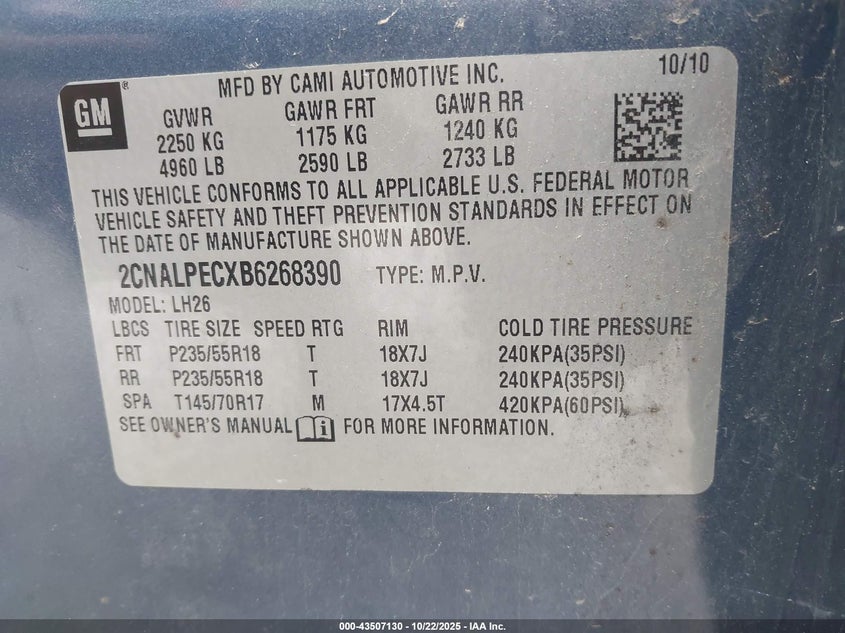 GM®
MFD BY CAMI AUTOMOTIVE INC. 10/10
GVWR GAWR FRT GAWR RR
2250 KG 1175 KG 1240 KG
4960 LB 2590 LB 2733 LB
THIS VEHICLE CONFORMS TO ALL APPLICABLE U.S. FEDERAL MOTOR
VEHICLE SAFETY AND THEFT PREVENTION STANDARDS IN EFFECT ON
THE DATE OF MANUFACTURE SHOWN ABOVE.
2CNALPECXB6268390 TYPE: M.P.V.
MODEL: LH26
LBCS TIRE SIZE SPEED RTG RIM COLD TIRE PRESSURE
FRT P235/55R18 T 18X7J 240KPA(35PSI)
RR P235/55R18 T 18X7J 240KPA(35PSI)
SPA T145/70R17 M 17X4.5T 420KPA(60PSI)
SEE OWNER'S MANUAL i FOR MORE INFORMATION.
000-43507130 - 10/22/2025 - IAA Inc.